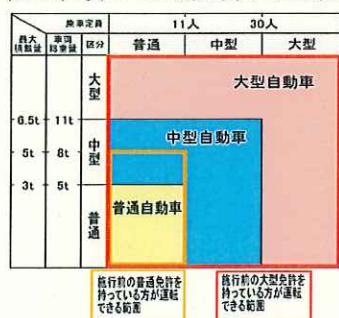 乗車定員 11人 30人
最大積載量 車両総重量 区分 普通 中型 大型
大型
大型自動車
6.5t 11t
中型自動車
中型
5t 8t
3t 5t
普通自動車
普通
施行前の普通免許を
持っている方が運転
できる範囲
施行前の大型免許を
持っている方が運転
できる範囲